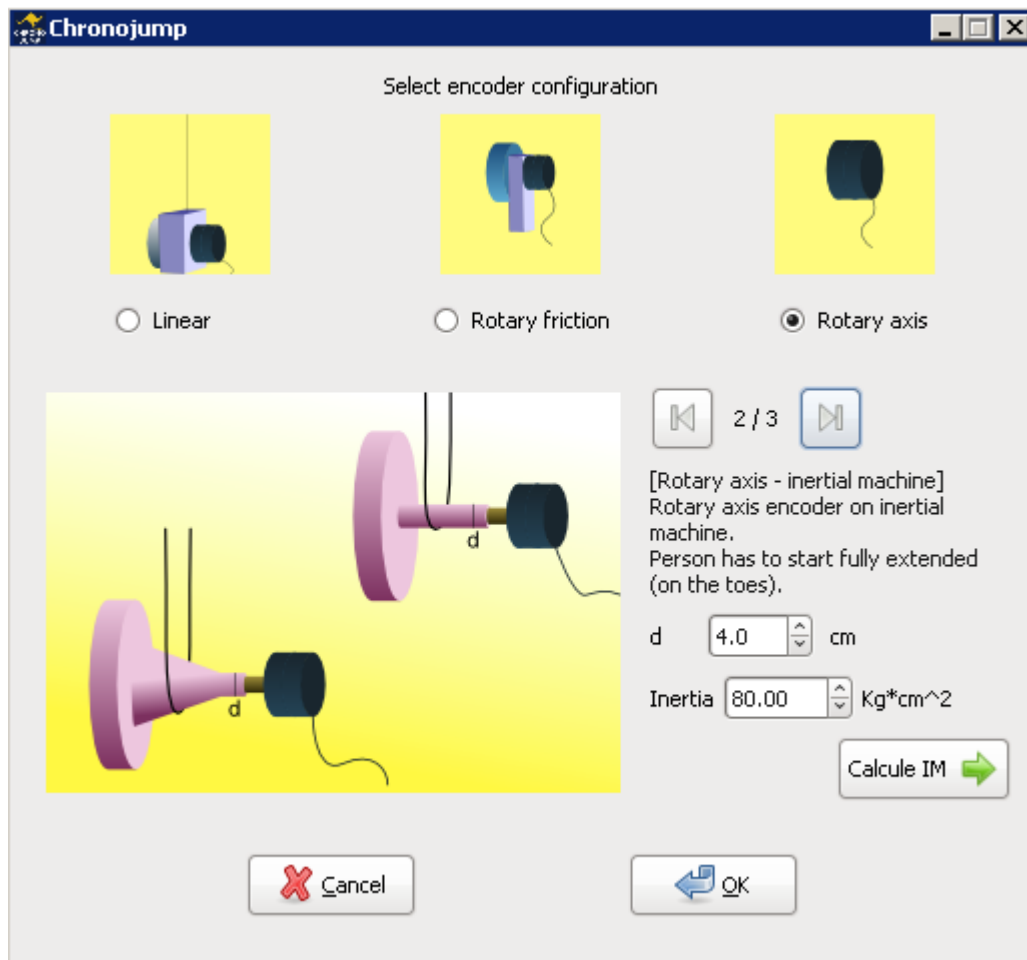 Chronojump
Select encoder configuration
Linear
Rotary friction
Rotary axis
2 / 3
[Rotary axis - inertial machine]
Rotary axis encoder on inertial
machine.
Person has to start fully extended
(on the toes).
d 4.0 cm
Inertia 80.00 Kg*cm^2
Calcule IM
d
d
Cancel
OK